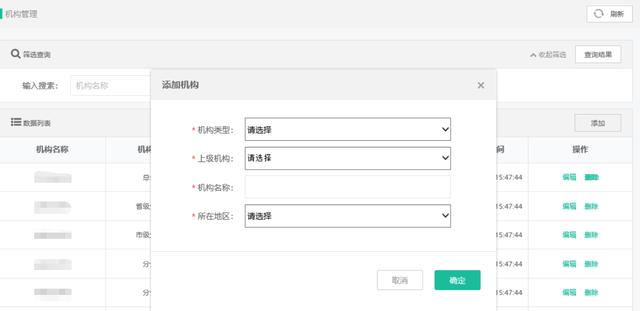 机构管理
刷新
筛选查询
收起筛选
查询结果
输入搜索:
机构名称
添加机构
数据列表
添加
* 机构类型:
请选择
* 上级机构:
请选择
* 机构名称:
* 所在地区:
请选择
取消
确定
机构名称
机构
间
操作
总
15:47:44
编辑 删除
省级
15:47:44
编辑 删除
市级
15:47:44
编辑 删除
分
15:47:44
编辑 删除
分
15:47:44
编辑 删除